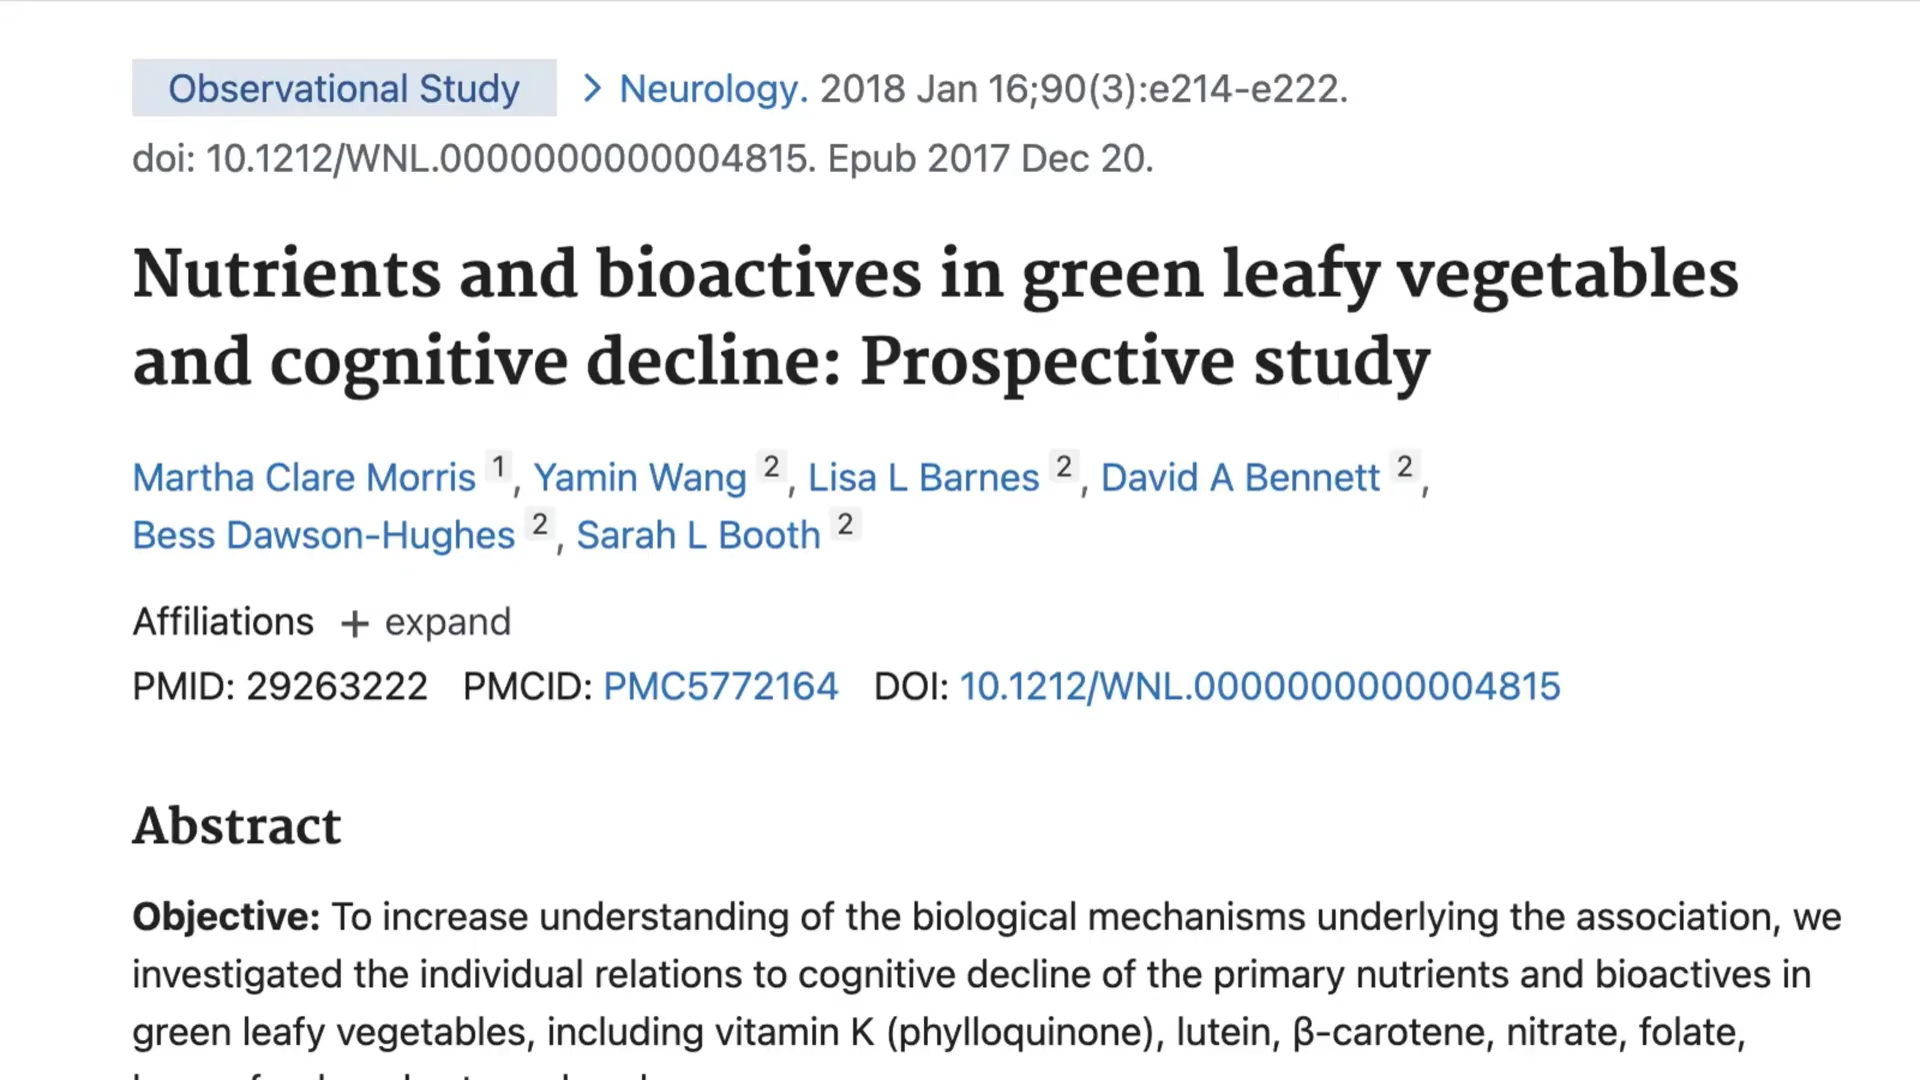 Observational Study > Neurology. 2018 Jan 16;90(3):e214-e222.
doi: 10.1212/WNL.0000000000004815. Epub 2017 Dec 20.
Nutrients and bioactives in green leafy vegetables
and cognitive decline: Prospective study
Martha Clare Morris 1, Yamin Wang 2, Lisa L Barnes 2, David A Bennett 2,
Bess Dawson-Hughes 2, Sarah L Booth 2
Affiliations + expand
PMID: 29263222 PMCID: PMC5772164 DOI: 10.1212/WNL.0000000000004815
Abstract
Objective: To increase understanding of the biological mechanisms underlying the association, we
investigated the individual relations to cognitive decline of the primary nutrients and bioactives in
green leafy vegetables, including vitamin K (phylloquinone), lutein, β-carotene, nitrate, folate,